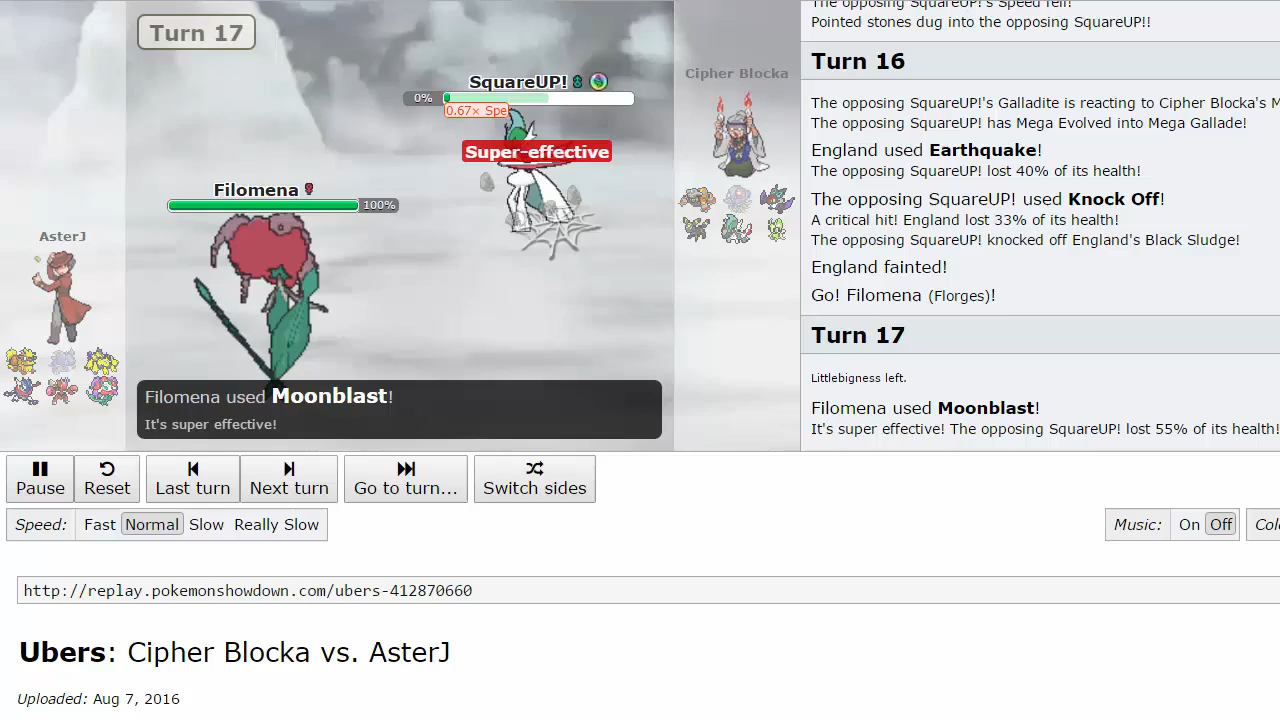 Turn 17
SquareUP!
0%
0.67× Spe
Super-effective
Filomena
100%
AsterJ
Cipher Blocka
Filomena used Moonblast!
It's super effective!
The opposing SquareUP!'s Speed fell!
Pointed stones dug into the opposing SquareUP!!
Turn 16
The opposing SquareUP!'s Galladite is reacting to Cipher Blocka's M
The opposing SquareUP! has Mega Evolved into Mega Gallade!
England used Earthquake!
The opposing SquareUP! lost 40% of its health!
The opposing SquareUP! used Knock Off!
A critical hit! England lost 33% of its health!
The opposing SquareUP! knocked off England's Black Sludge!
England fainted!
Go! Filomena (Florges)!
Turn 17
Littlebigness left.
Filomena used Moonblast!
It's super effective! The opposing SquareUP! lost 55% of its health!
Pause Reset Last turn Next turn Go to turn... Switch sides
Speed: Fast Normal Slow Really Slow
Music: On Off
Colo
http://replay.pokemonshowdown.com/ubers-412870660
Ubers: Cipher Blocka vs. AsterJ
Uploaded: Aug 7, 2016